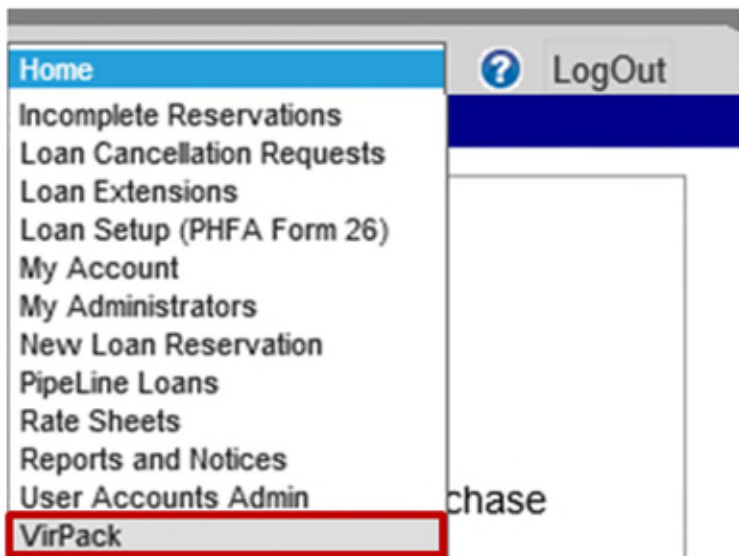 Home
LogOut
Incomplete Reservations
Loan Cancellation Requests
Loan Extensions
Loan Setup (PHFA Form 26)
My Account
My Administrators
New Loan Reservation
PipeLine Loans
Rate Sheets
Reports and Notices
User Accounts Admin
chase
VirPack